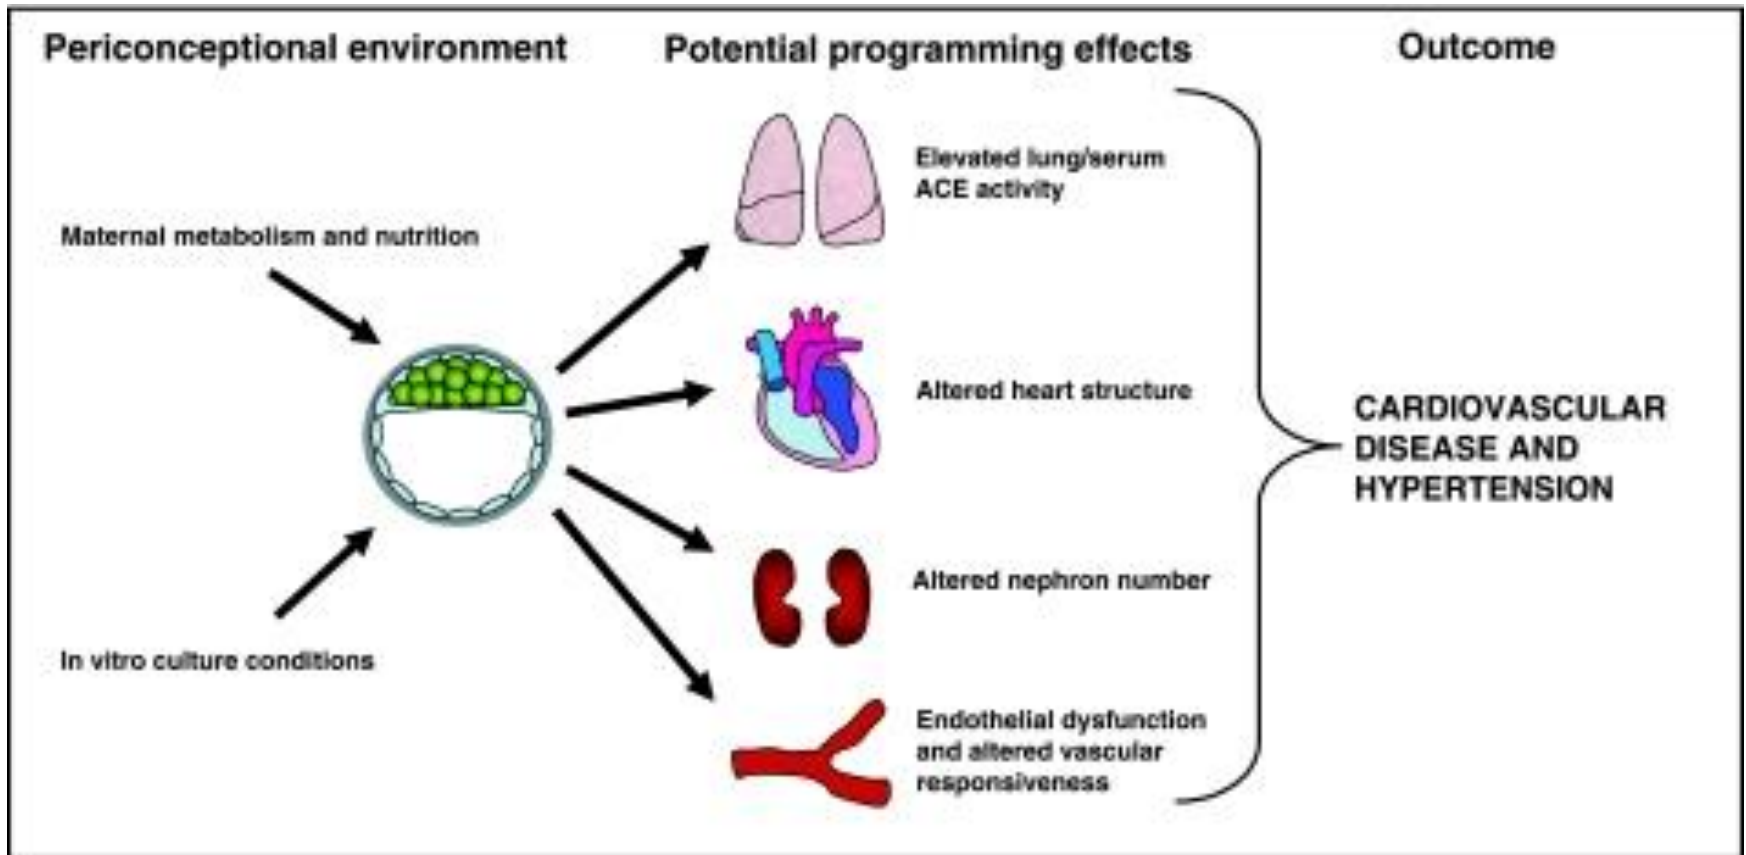 Periconceptional environment
Potential programming effects
Outcome
Maternal metabolism and nutrition
In vitro culture conditions
Elevated lung/serum
ACE activity
Altered heart structure
Altered nephron number
Endothelial dysfunction
and altered vascular
responsiveness
CARDIOVASCULAR
DISEASE AND
HYPERTENSION